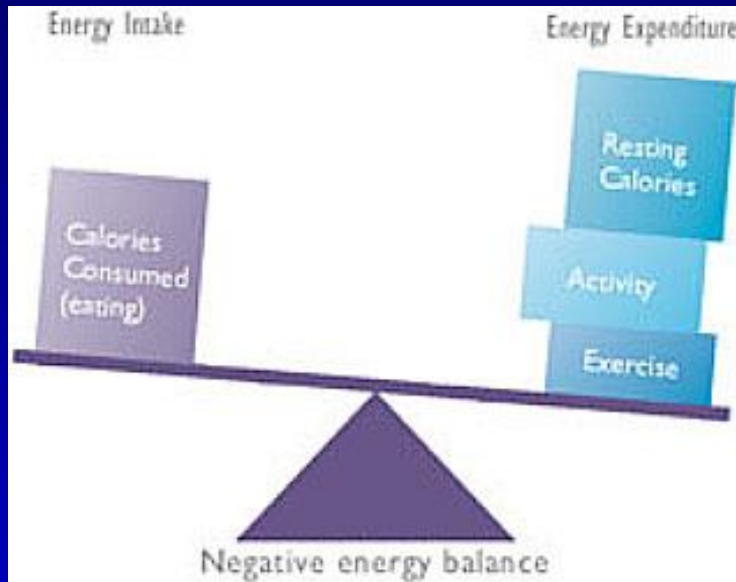 Energy Intake
Energy Expenditure
Calories
Consumed
(eating)
Resting
Calories
Activity
Exercise
Negative energy balance